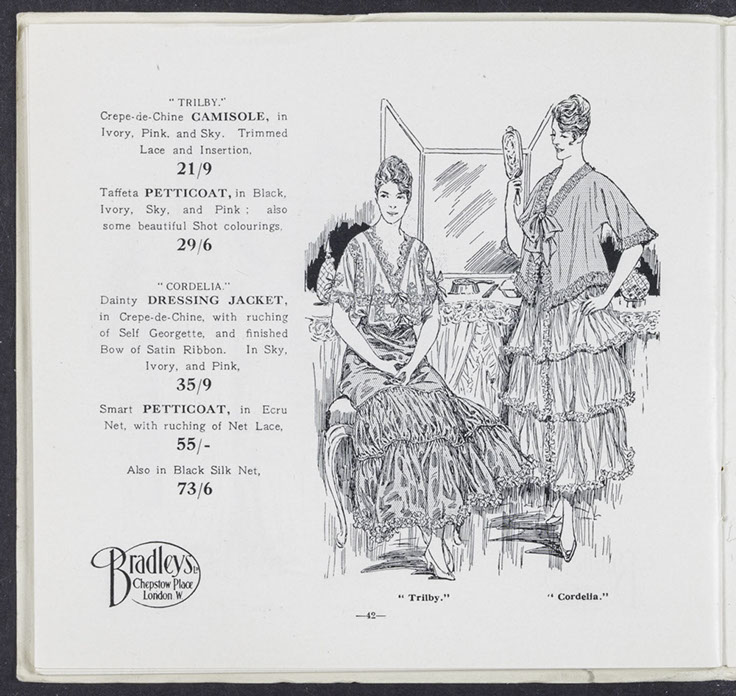 "TRILBY."
Crepe-de-Chine CAMISOLE, in
Ivory, Pink, and Sky. Trimmed
Lace and Insertion,
21/9
Taffeta PETTICOAT, in Black,
Ivory, Sky, and Pink; also
some beautiful Shot colourings,
29/6
"CORDELIA."
Dainty DRESSING JACKET,
in Crepe-de-Chine, with ruching
of Self Georgette, and finished
Bow of Satin Ribbon. In Sky,
Ivory, and Pink,
35/9
Smart PETTICOAT, in Ecru
Net, with ruching of Net Lace,
55/-
Also in Black Silk Net,
73/6
Bradleys Ld
Chepstow Place
London W
"Trilby." "Cordelia."
—42—